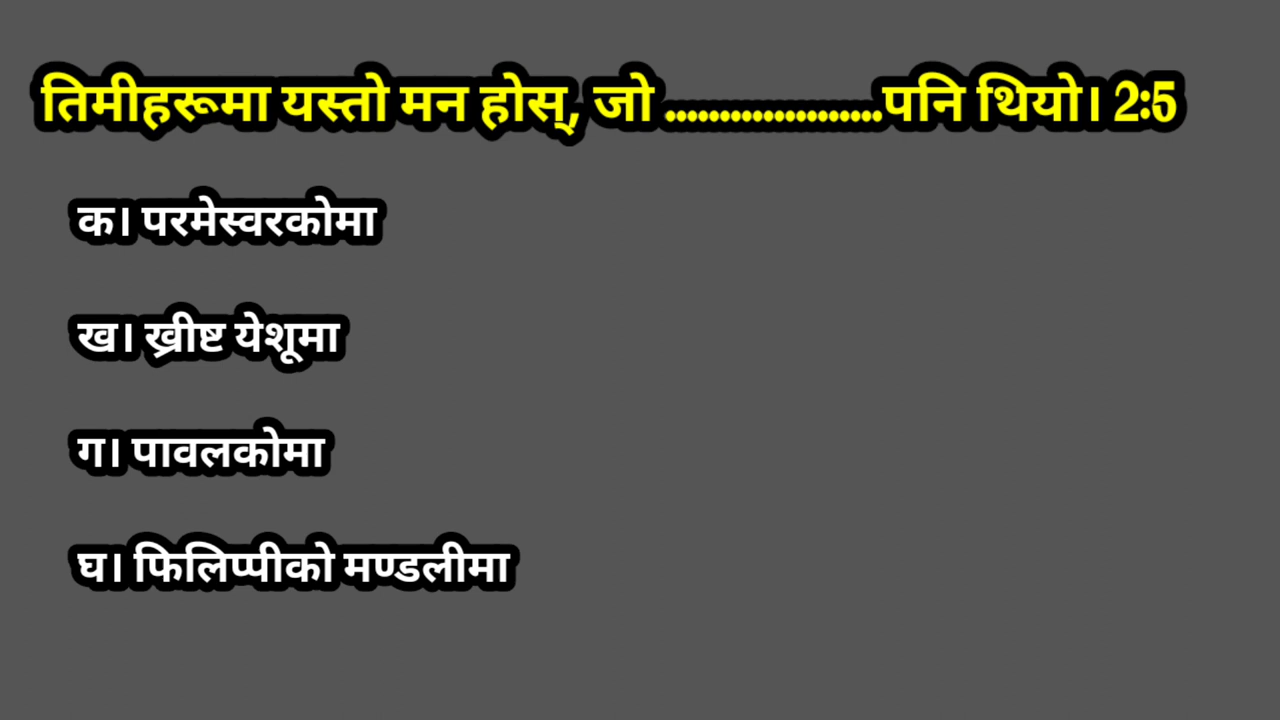 तिमीहरूमा यस्तो मन होस्, जो ....................पनि थियो। 2:5
क। परमेस्वरकोमा
ख। ख्रीष्ट येशूमा
ग। पावलकोमा
घ। फिलिप्पीको मण्डलीमा